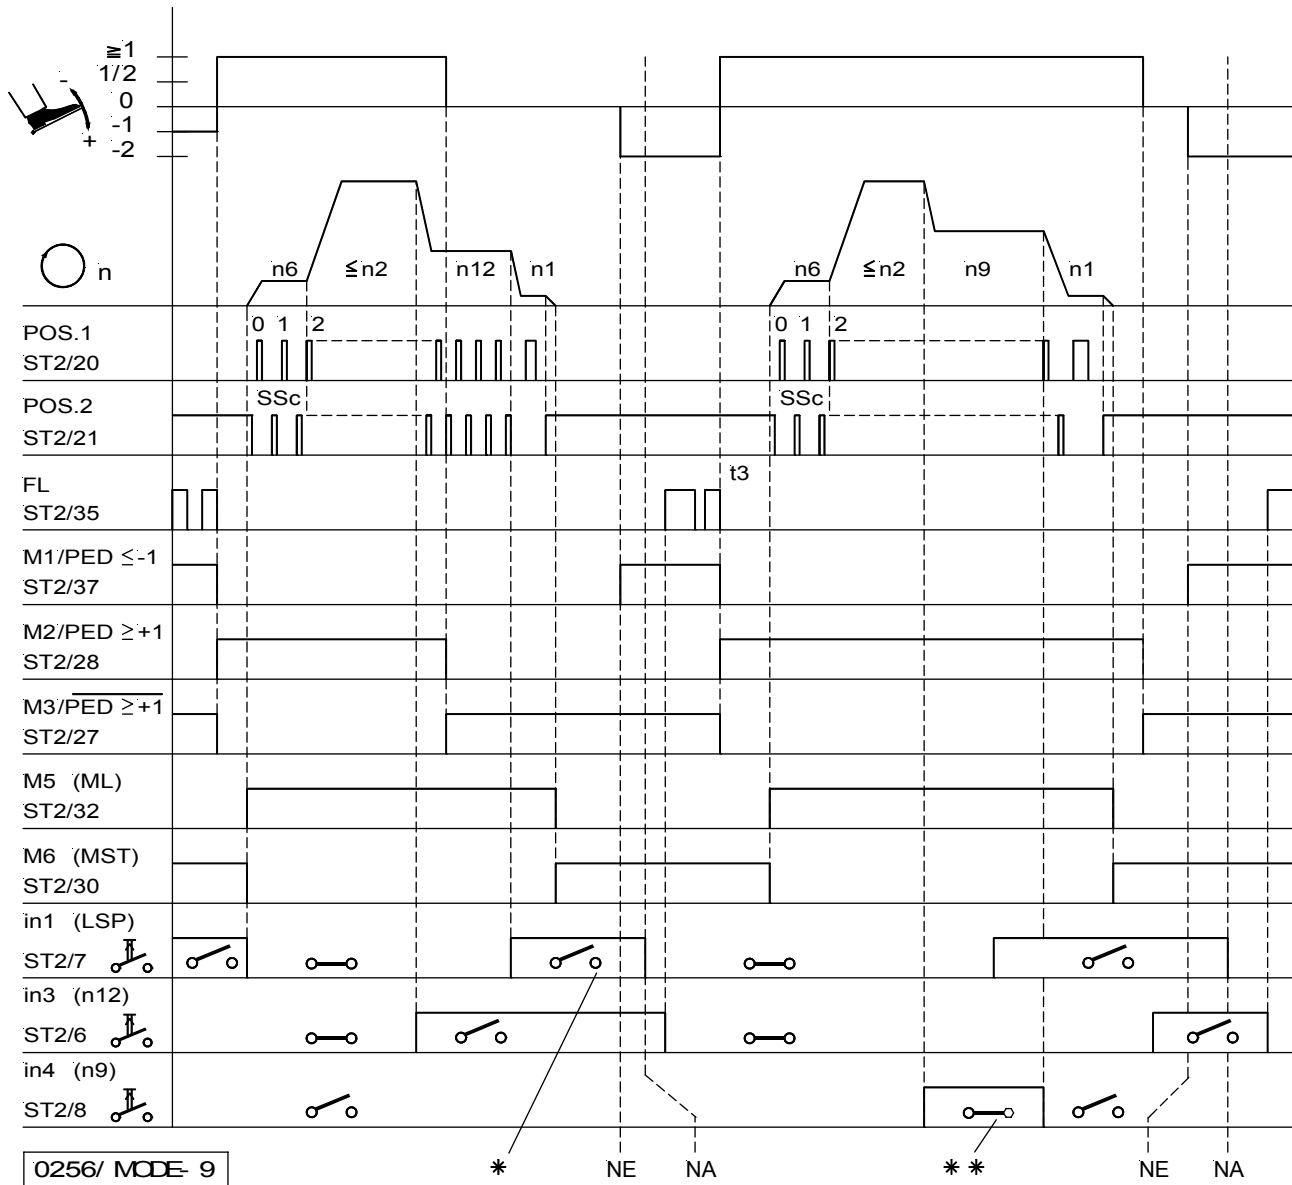 ≧1
1/2
-
0
-1
+
-2
n
n6
≦n2
n12
n1
n6
≦n2
n9
n1
POS.1
ST2/20
0 1 2
0 1 2
POS.2
ST2/21
SSc
SSc
FL
ST2/35
t3
M1/PED ≤-1
ST2/37
M2/PED ≥+1
ST2/28
M3/PED ≥+1
ST2/27
M5 (ML)
ST2/32
M6 (MST)
ST2/30
in1 (LSP)
ST2/7
in3 (n12)
ST2/6
in4 (n9)
ST2/8
0256/ MODE- 9
*
NE
NA
* *
NE
NA